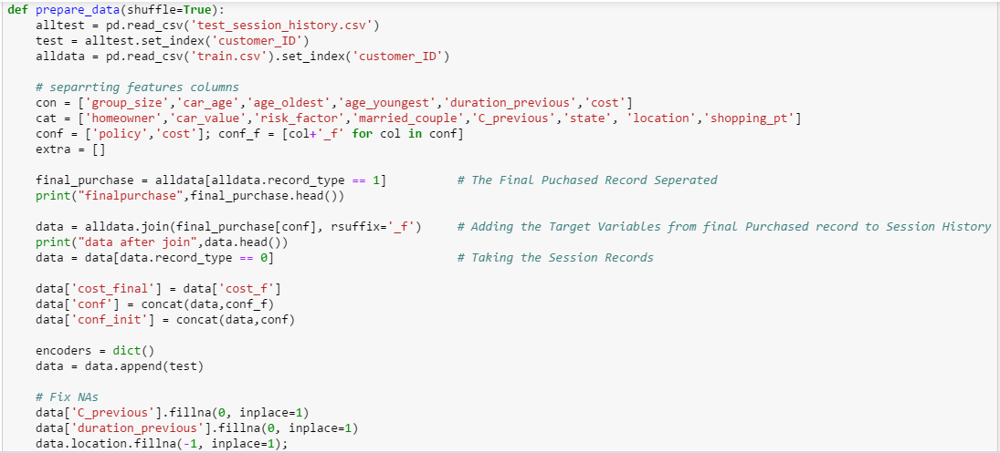 def prepare_data(shuffle=True):
    alltest = pd.read_csv('test_session_history.csv')
    test = alltest.set_index('customer_ID')
    alldata = pd.read_csv('train.csv').set_index('customer_ID')

    # separrting features columns
    con = ['group_size','car_age','age_oldest','age_youngest','duration_previous','cost']
    cat = ['homeowner','car_value','risk_factor','married_couple','C_previous','state', 'location','shopping_pt']
    conf = ['policy','cost']; conf_f = [col+'_f' for col in conf]
    extra = []

    final_purchase = alldata[alldata.record_type == 1]          # The Final Puchased Record Seperated
    print("finalpurchase",final_purchase.head())

    data = alldata.join(final_purchase[conf], rsuffix='_f')     # Adding the Target Variables from final Purchased record to Session History
    print("data after join",data.head())
    data = data[data.record_type == 0]                          # Taking the Session Records

    data['cost_final'] = data['cost_f']
    data['conf'] = concat(data,conf_f)
    data['conf_init'] = concat(data,conf)

    encoders = dict()
    data = data.append(test)

    # Fix NAs
    data['C_previous'].fillna(0, inplace=1)
    data['duration_previous'].fillna(0, inplace=1)
    data.location.fillna(-1, inplace=1);